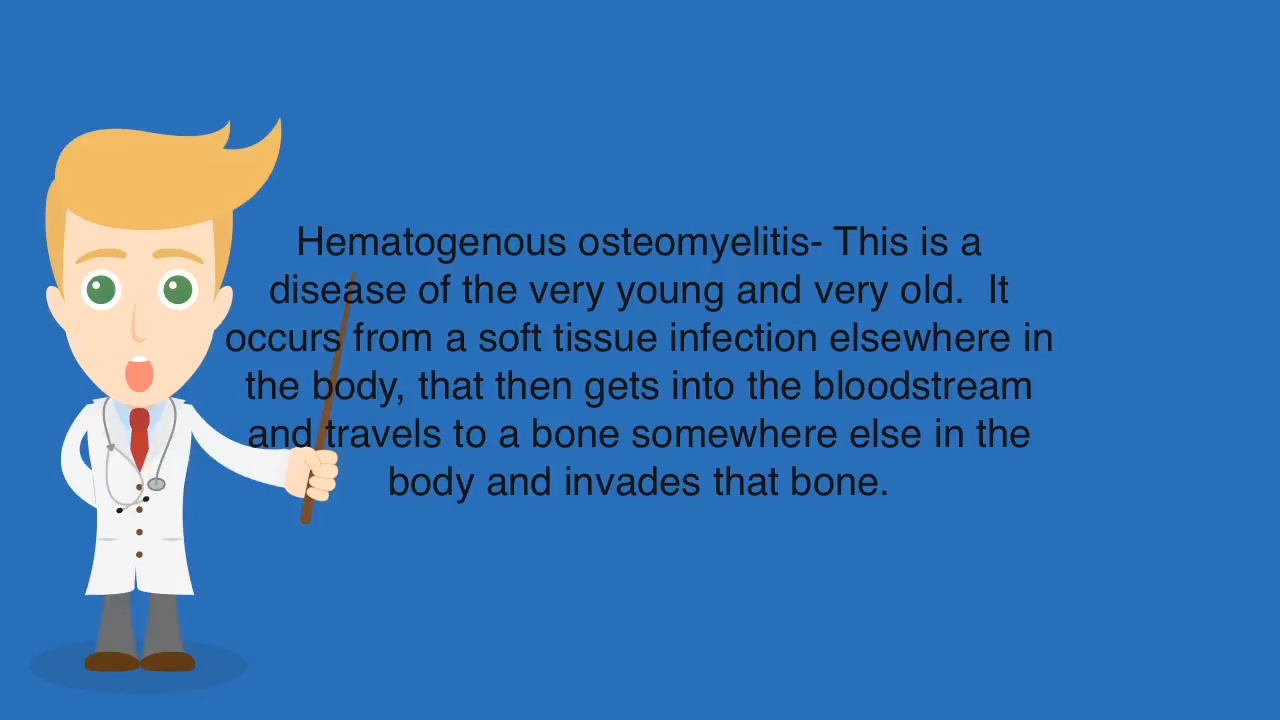 Hematogenous osteomyelitis- This is a
disease of the very young and very old.  It
occurs from a soft tissue infection elsewhere in
the body, that then gets into the bloodstream
and travels to a bone somewhere else in the
body and invades that bone.